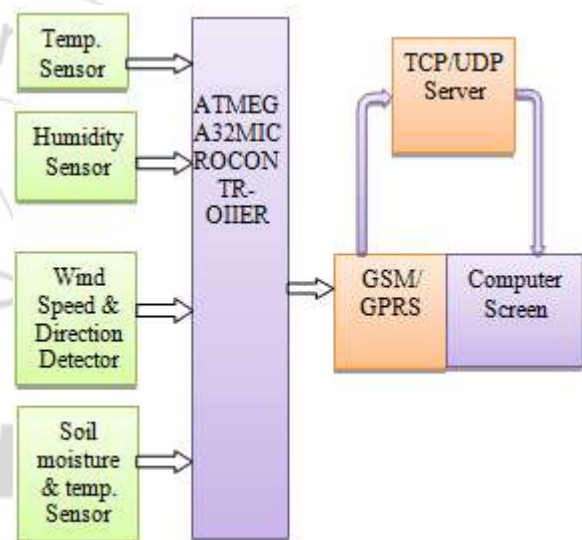 Temp.
Sensor
Humidity
Sensor
Wind
Speed &
Direction
Detector
Soil
moisture
& temp.
Sensor
ATMEG
A32MIC
ROCON
TR-
OIIER
TCP/UDP
Server
GSM/
GPRS
Computer
Screen